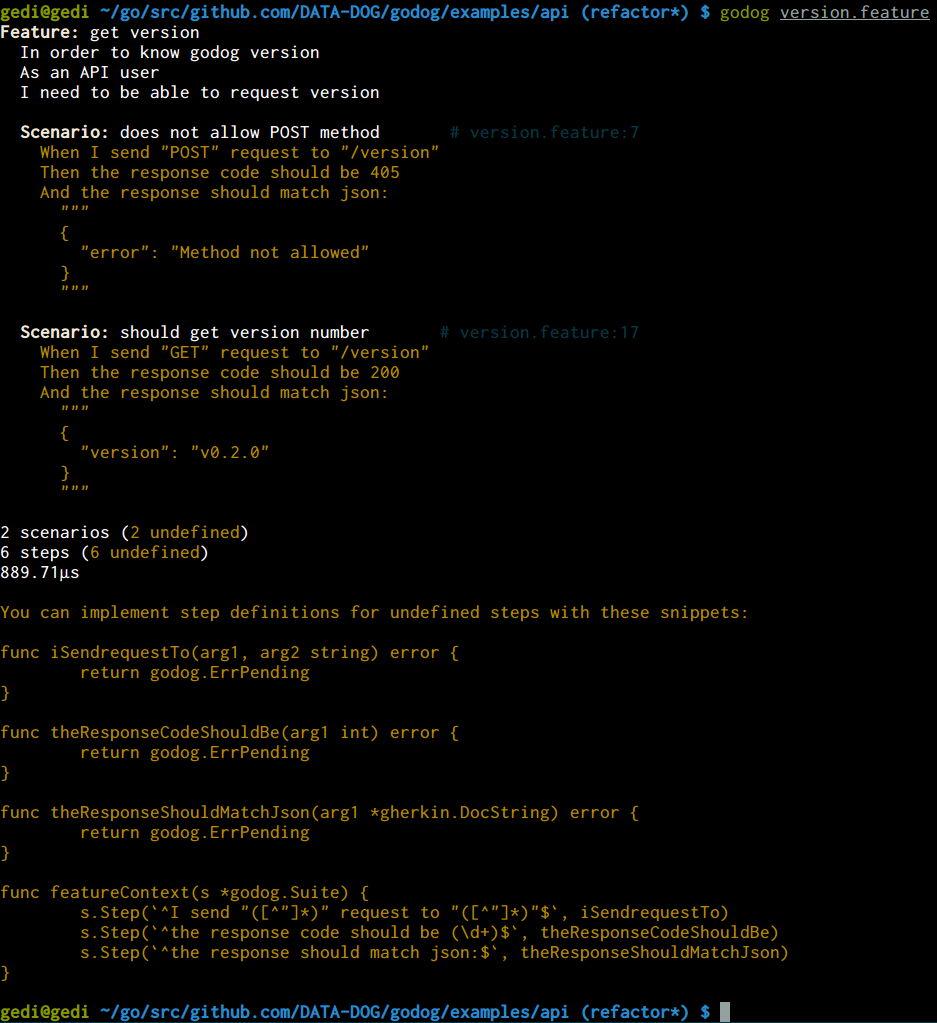 gedi@gedi ~/go/src/github.com/DATA-DOG/godog/examples/api (refactor*) $ godog version.feature
Feature: get version
  In order to know godog version
  As an API user
  I need to be able to request version

  Scenario: does not allow POST method       # version.feature:7
    When I send "POST" request to "/version"
    Then the response code should be 405
    And the response should match json:
      """
      {
        "error": "Method not allowed"
      }
      """

  Scenario: should get version number       # version.feature:17
    When I send "GET" request to "/version"
    Then the response code should be 200
    And the response should match json:
      """
      {
        "version": "v0.2.0"
      }
      """

2 scenarios (2 undefined)
6 steps (6 undefined)
889.71µs

You can implement step definitions for undefined steps with these snippets:

func iSendrequestTo(arg1, arg2 string) error {
        return godog.ErrPending
}

func theResponseCodeShouldBe(arg1 int) error {
        return godog.ErrPending
}

func theResponseShouldMatchJson(arg1 *gherkin.DocString) error {
        return godog.ErrPending
}

func featureContext(s *godog.Suite) {
        s.Step(`^I send "([^"]*)" request to "([^"]*)"$`, iSendrequestTo)
        s.Step(`^the response code should be (\d+)$`, theResponseCodeShouldBe)
        s.Step(`^the response should match json:$`, theResponseShouldMatchJson)
}

gedi@gedi ~/go/src/github.com/DATA-DOG/godog/examples/api (refactor*) $